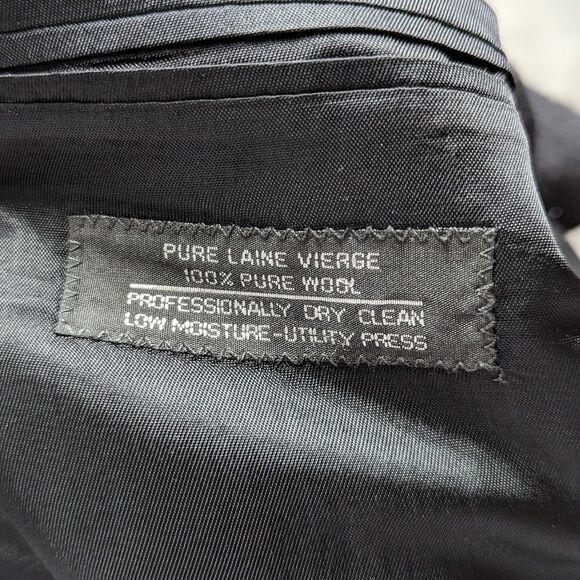 PURE LAINE VIERGE
100% PURE WOOL
PROFESSIONALLY DRY CLEAN
LOW MOISTURE-UTILITY PRESS